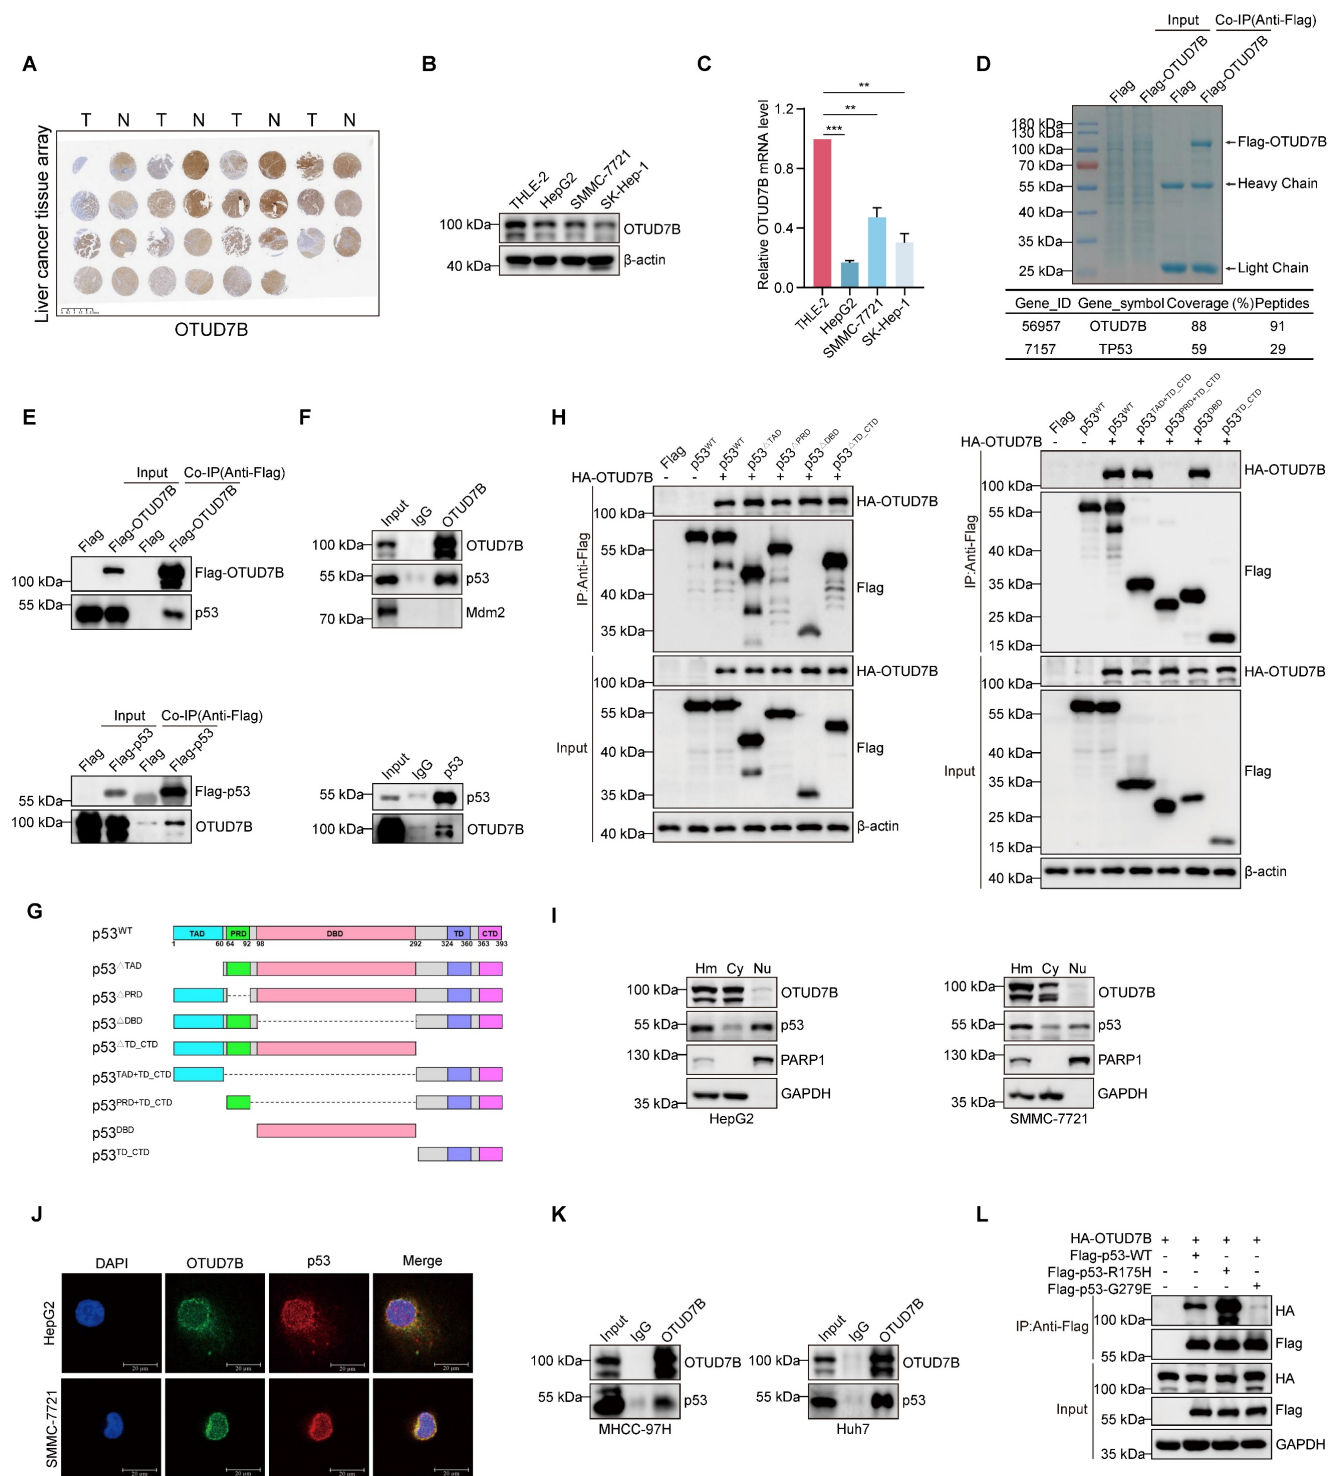 A
T N T N T N T N
Liver cancer tissue array
OTUD7B
B
THLE-2 HepG2 SMMC-7721 SK-Hep-1
100 kDa OTUD7B
40 kDa β-actin
C
Relative OTUD7B mRNA level
** 
**
***
1.2
0.8
0.4
0.0
THLE-2 HepG2 SMMC-7721 SK-Hep-1
D
Input Co-IP(Anti-Flag)
Flag Flag-OTUD7B Flag Flag-OTUD7B
180 kDa
130 kDa
100 kDa
70 kDa
55 kDa
40 kDa
35 kDa
25 kDa
Flag-OTUD7B
Heavy Chain
Light Chain
Gene_ID Gene_symbol Coverage (%) Peptides
56957 OTUD7B 88 91
7157 TP53 59 29
E
Input Co-IP(Anti-Flag)
Flag Flag-OTUD7B Flag Flag-OTUD7B
100 kDa Flag-OTUD7B
55 kDa p53
Input Co-IP(Anti-Flag)
Flag Flag-p53 Flag Flag-p53
55 kDa Flag-p53
100 kDa OTUD7B
F
Input IgG OTUD7B
100 kDa OTUD7B
55 kDa p53
70 kDa Mdm2
Input IgG p53
55 kDa p53
100 kDa OTUD7B
H
Flag p53WT p53WT p53△TAD p53△PRD p53△DBD p53△TD_CTD
HA-OTUD7B - - + + + + +
IP:Anti-Flag
100 kDa HA-OTUD7B
55 kDa
40 kDa
35 kDa
Flag
Input
100 kDa HA-OTUD7B
55 kDa
40 kDa
35 kDa
Flag
40 kDa β-actin
Flag p53WT p53WT p53TAD+TD_CTD p53PRD+TD_CTD p53DBD p53TD_CTD
HA-OTUD7B - - + + + + +
IP:Anti-Flag
100 kDa HA-OTUD7B
55 kDa
40 kDa
35 kDa
25 kDa
15 kDa
Flag
Input
100 kDa HA-OTUD7B
55 kDa
40 kDa
35 kDa
25 kDa
15 kDa
Flag
40 kDa β-actin
G
p53WT TAD PRD DBD TD CTD
1 60 64 92 98 292 324 360 363 393
p53△TAD
p53△PRD
p53△DBD
p53△TD_CTD
p53TAD+TD_CTD
p53PRD+TD_CTD
p53DBD
p53TD_CTD
I
Hm Cy Nu
100 kDa OTUD7B
55 kDa p53
130 kDa PARP1
35 kDa GAPDH
HepG2
Hm Cy Nu
100 kDa OTUD7B
55 kDa p53
130 kDa PARP1
35 kDa GAPDH
SMMC-7721
J
DAPI OTUD7B p53 Merge
HepG2
20 μm 20 μm 20 μm 20 μm
SMMC-7721
20 μm 20 μm 20 μm 20 μm
K
Input IgG OTUD7B
100 kDa OTUD7B
55 kDa p53
MHCC-97H
Input IgG OTUD7B
100 kDa OTUD7B
55 kDa p53
Huh7
L
HA-OTUD7B + + + +
Flag-p53-WT - + - -
Flag-p53-R175H - - + -
Flag-p53-G279E - - - +
IP:Anti-Flag
100 kDa HA
55 kDa Flag
Input
100 kDa HA
55 kDa Flag
35 kDa GAPDH